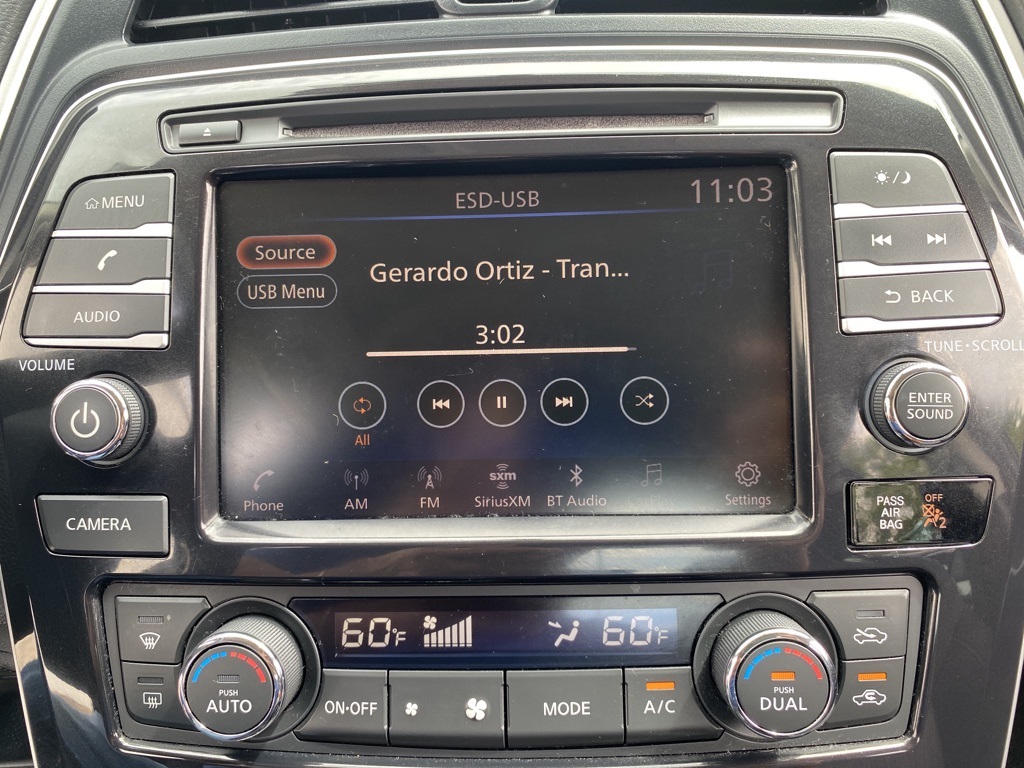 ESD-USB
11:03
MENU
Source
Gerardo Ortiz - Tran...
USB Menu
BACK
AUDIO
3:02
VOLUME
TUNE·SCROLL
ENTER
SOUND
All
Phone
AM
FM
sxm
SiriusXM
BT Audio
Settings
CAMERA
PASS
AIR
BAG
OFF
2
60°F
60°F
PUSH
AUTO
ON·OFF
MODE
A/C
PUSH
DUAL